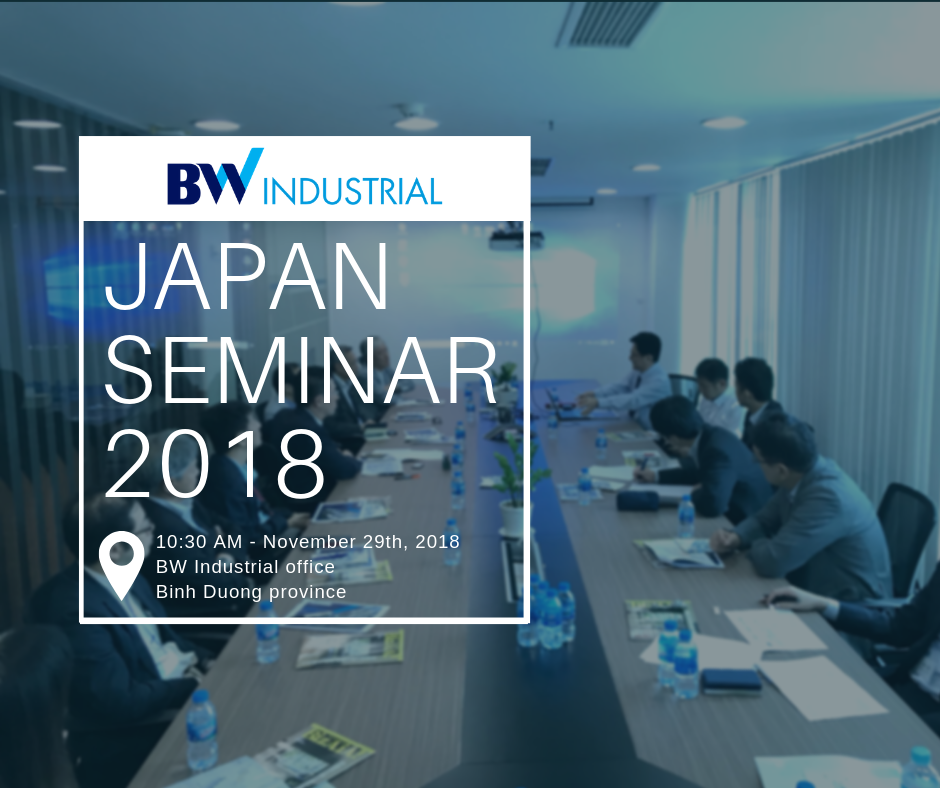 BW INDUSTRIAL
JAPAN
SEMINAR
2018
10:30 AM - November 29th, 2018
BW Industrial office
Binh Duong province